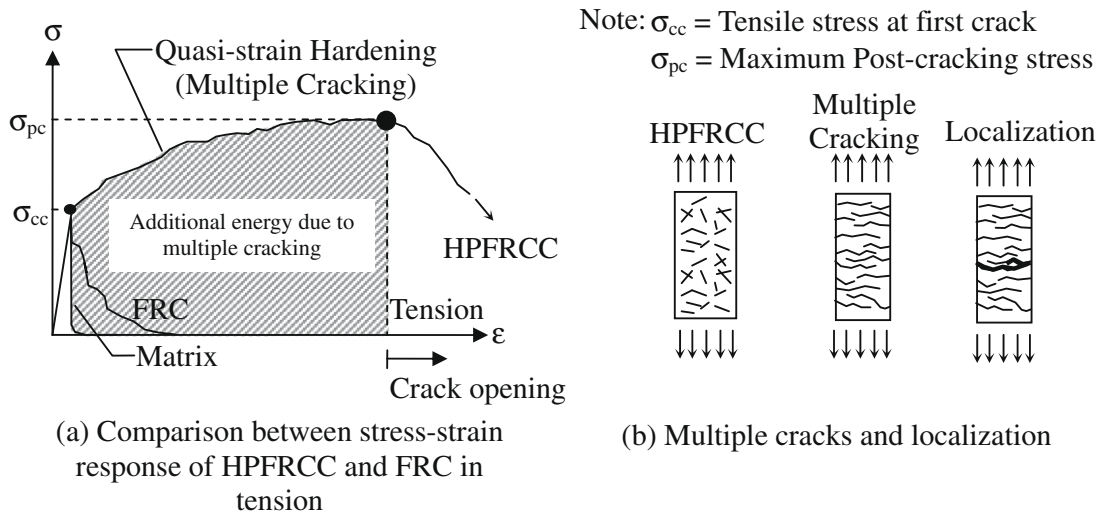 σ
Quasi-strain Hardening
(Multiple Cracking)
σpc
σcc
Additional energy due to
multiple cracking
HPFRCC
FRC
Tension
ε
Matrix
Crack opening
(a) Comparison between stress-strain
response of HPFRCC and FRC in
tension
Note: σcc = Tensile stress at first crack
σpc = Maximum Post-cracking stress
HPFRCC
Multiple
Cracking
Localization
(b) Multiple cracks and localization